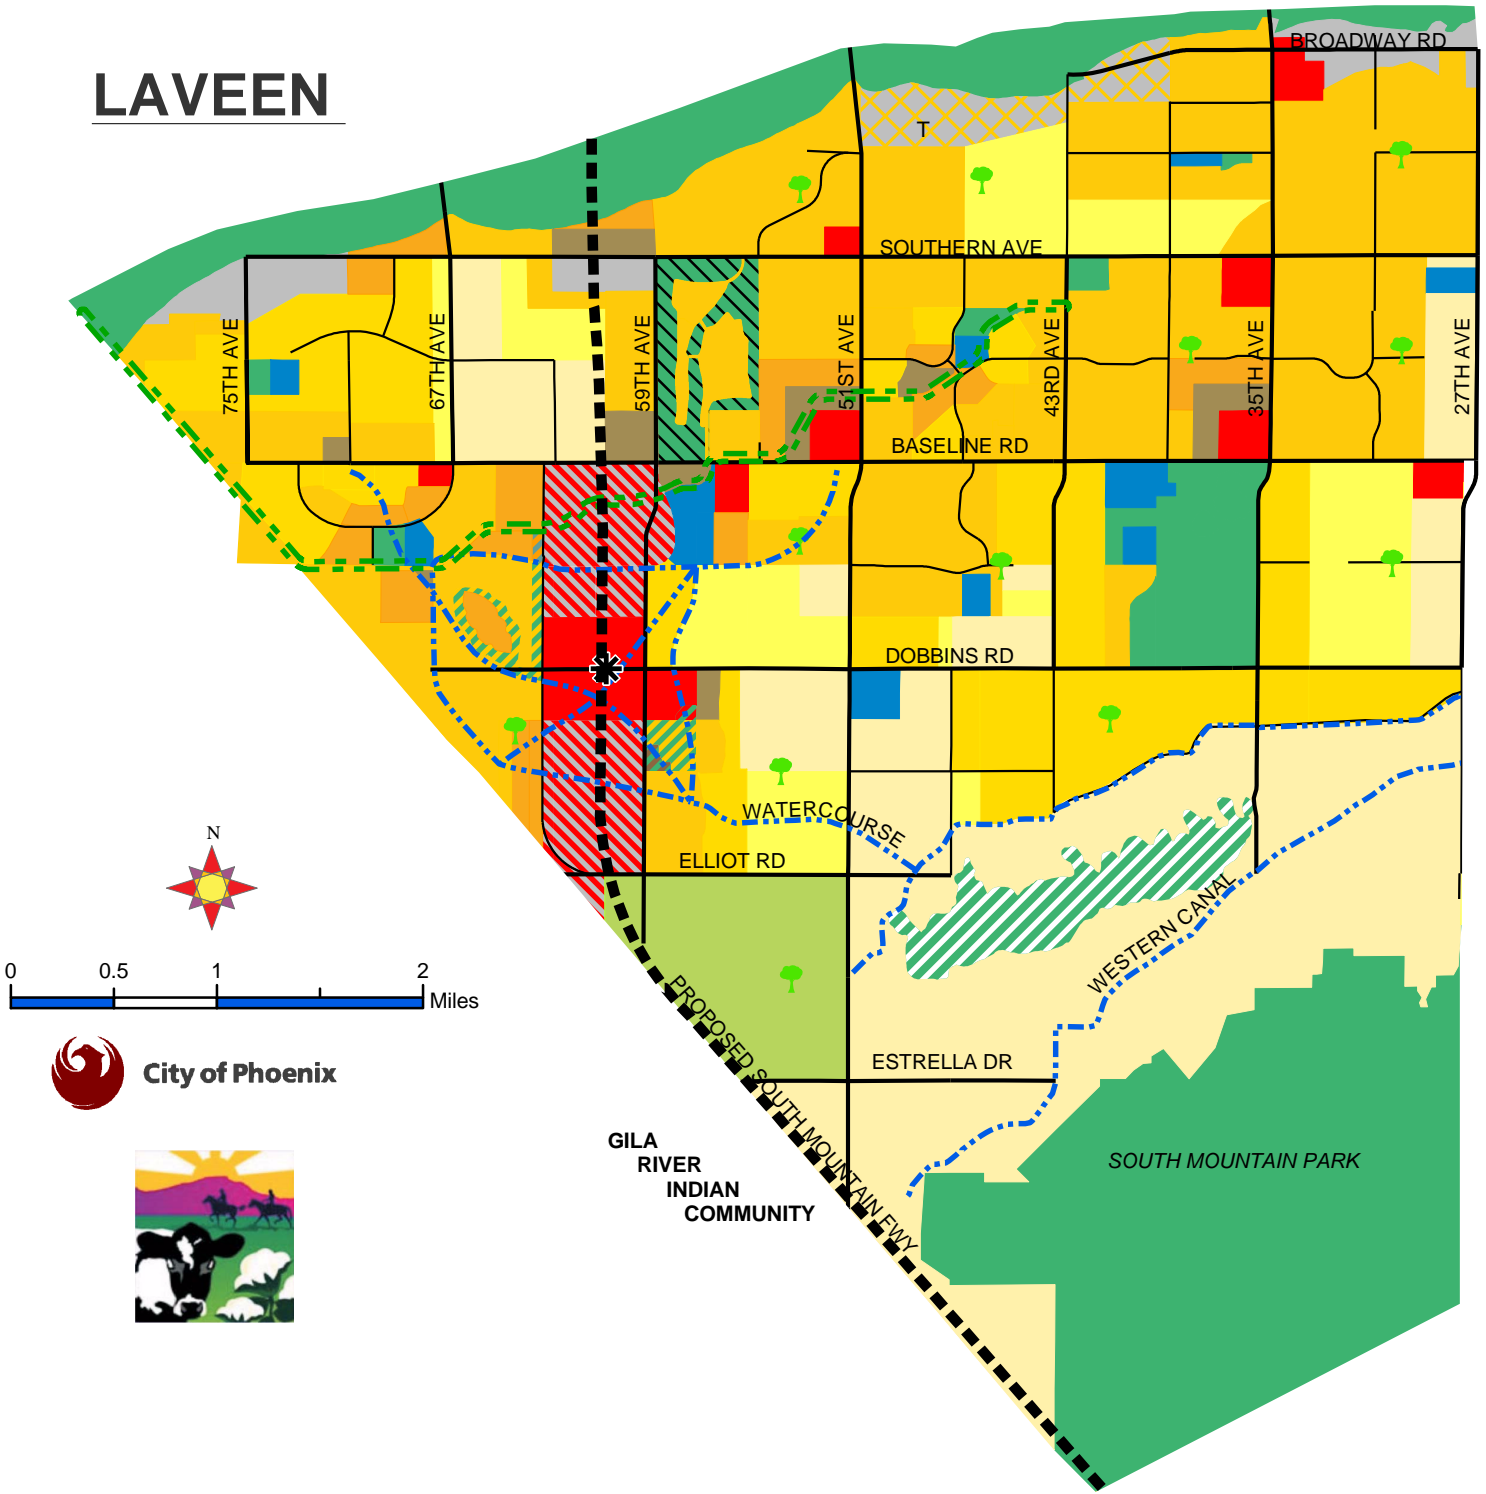 LAVEEN
BROADWAY RD
T
SOUTHERN AVE
75TH AVE
67TH AVE
59TH AVE
51ST AVE
43RD AVE
35TH AVE
27TH AVE
BASELINE RD
DOBBINS RD
WATERCOURSE
ELLIOT RD
N
WESTERN CANAL
0 0.5 1 2
Miles
PROPOSED SOUTH MOUNTAIN FWY
ESTRELLA DR
City of Phoenix
GILA
RIVER
INDIAN
COMMUNITY
SOUTH MOUNTAIN PARK